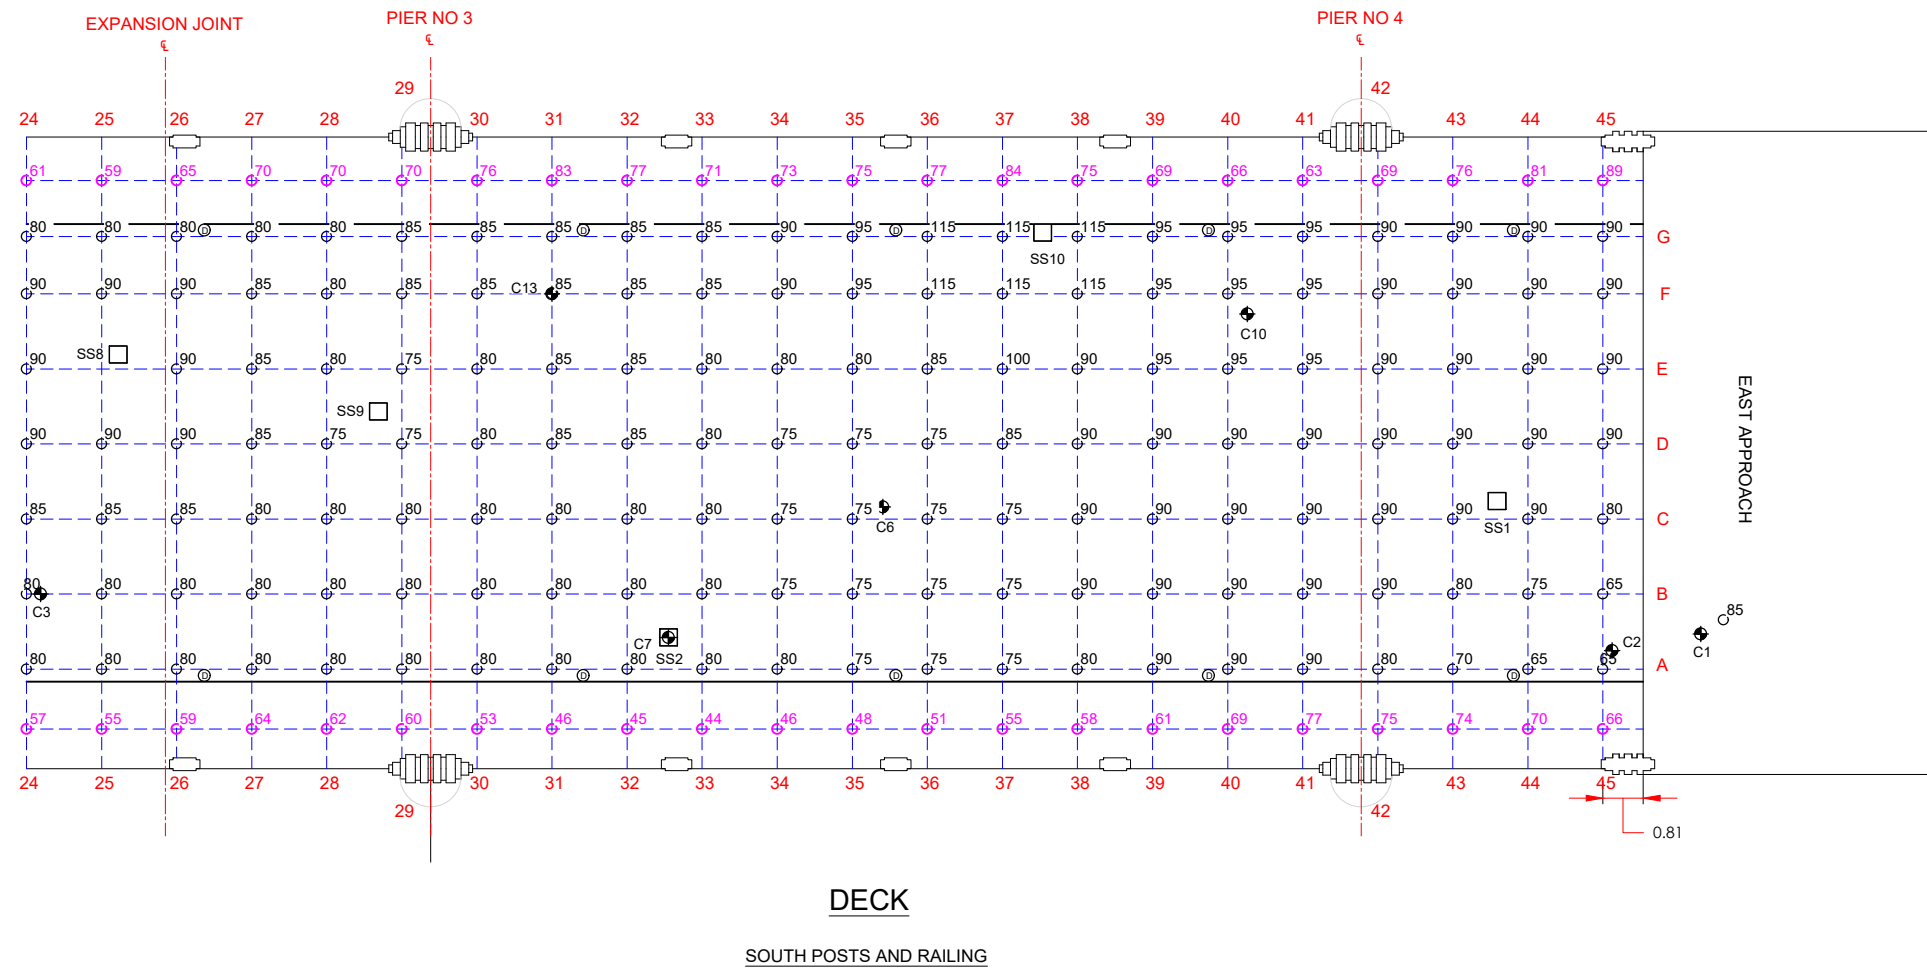 EXPANSION JOINT
PIER NO 3
PIER NO 4
℄ ℄ ℄
29 42
24 25 26 27 28 30 31 32 33 34 35 36 37 38 39 40 41 43 44 45
61 59 65 70 70 70 76 83 77 71 73 75 77 84 75 69 66 63 69 76 81 89
80 80 80 80 80 85 85 85 85 85 90 95 115 115 115 95 95 95 90 90 90 90
D D D D D
G
SS10
90 90 90 85 80 85 85 85 85 85 90 95 115 115 115 95 95 95 90 90 90 90
C13
F
C10
SS8
90 90 90 85 80 75 80 85 85 80 80 80 85 100 90 95 95 95 90 90 90 90
E
SS9
EAST APPROACH
90 90 90 85 75 75 80 85 85 80 75 75 75 85 90 90 90 90 90 90 90 90
D
85 85 85 80 80 80 80 80 80 80 75 75 75 75 90 90 90 90 90 90 90 80
C
C6
SS1
80 80 80 80 80 80 80 80 80 80 75 75 75 75 90 90 90 90 90 80 75 65
B
C3
85
C7
SS2
C2
C1
80 80 80 80 80 80 80 80 80 80 80 75 75 75 80 90 90 90 80 70 65 65
A
D D D D D
57 55 59 64 62 60 53 46 45 44 46 48 51 55 58 61 69 77 75 74 70 66
24 25 26 27 28 30 31 32 33 34 35 36 37 38 39 40 41 43 44 45
29 42
0.81
DECK
SOUTH POSTS AND RAILING